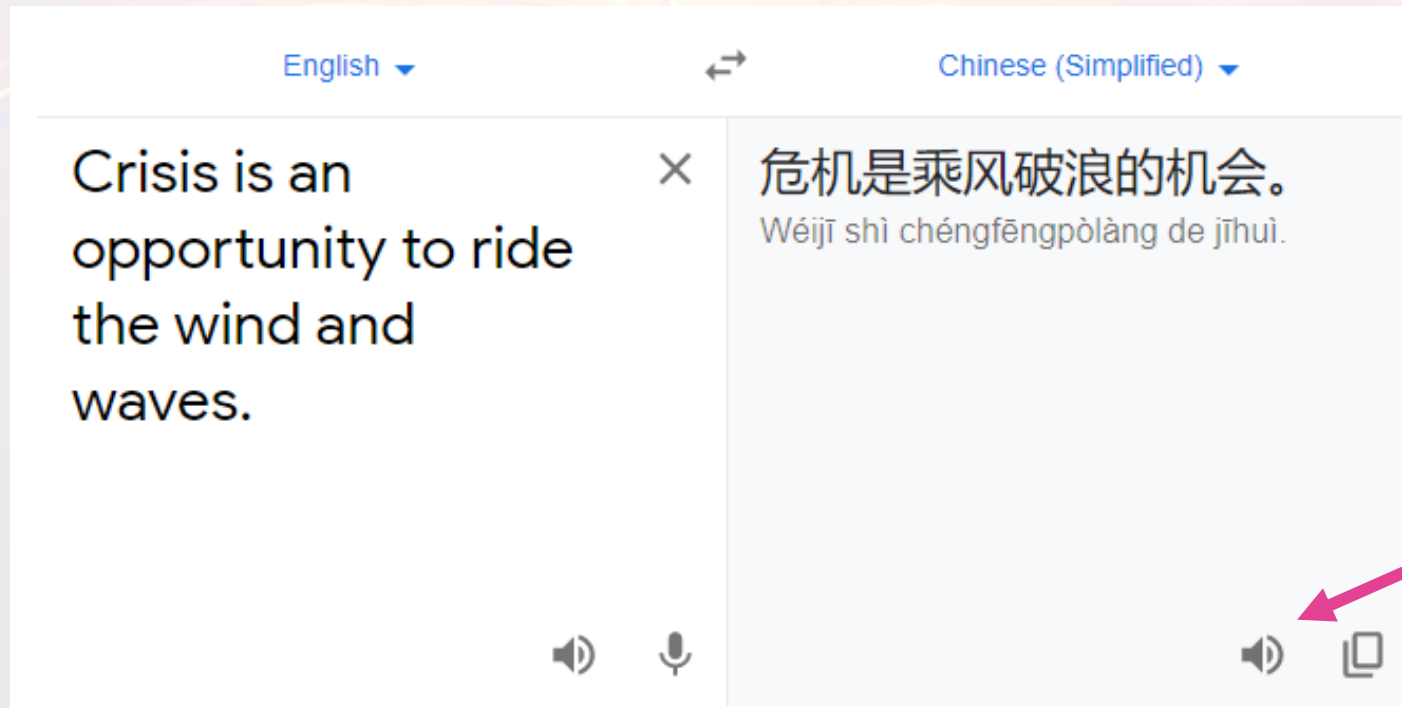 English
Chinese (Simplified)
Crisis is an
opportunity to ride
the wind and
waves.
危机是乘风破浪的机会。
Wéijī shì chéngfēngpòlàng de jīhuì.